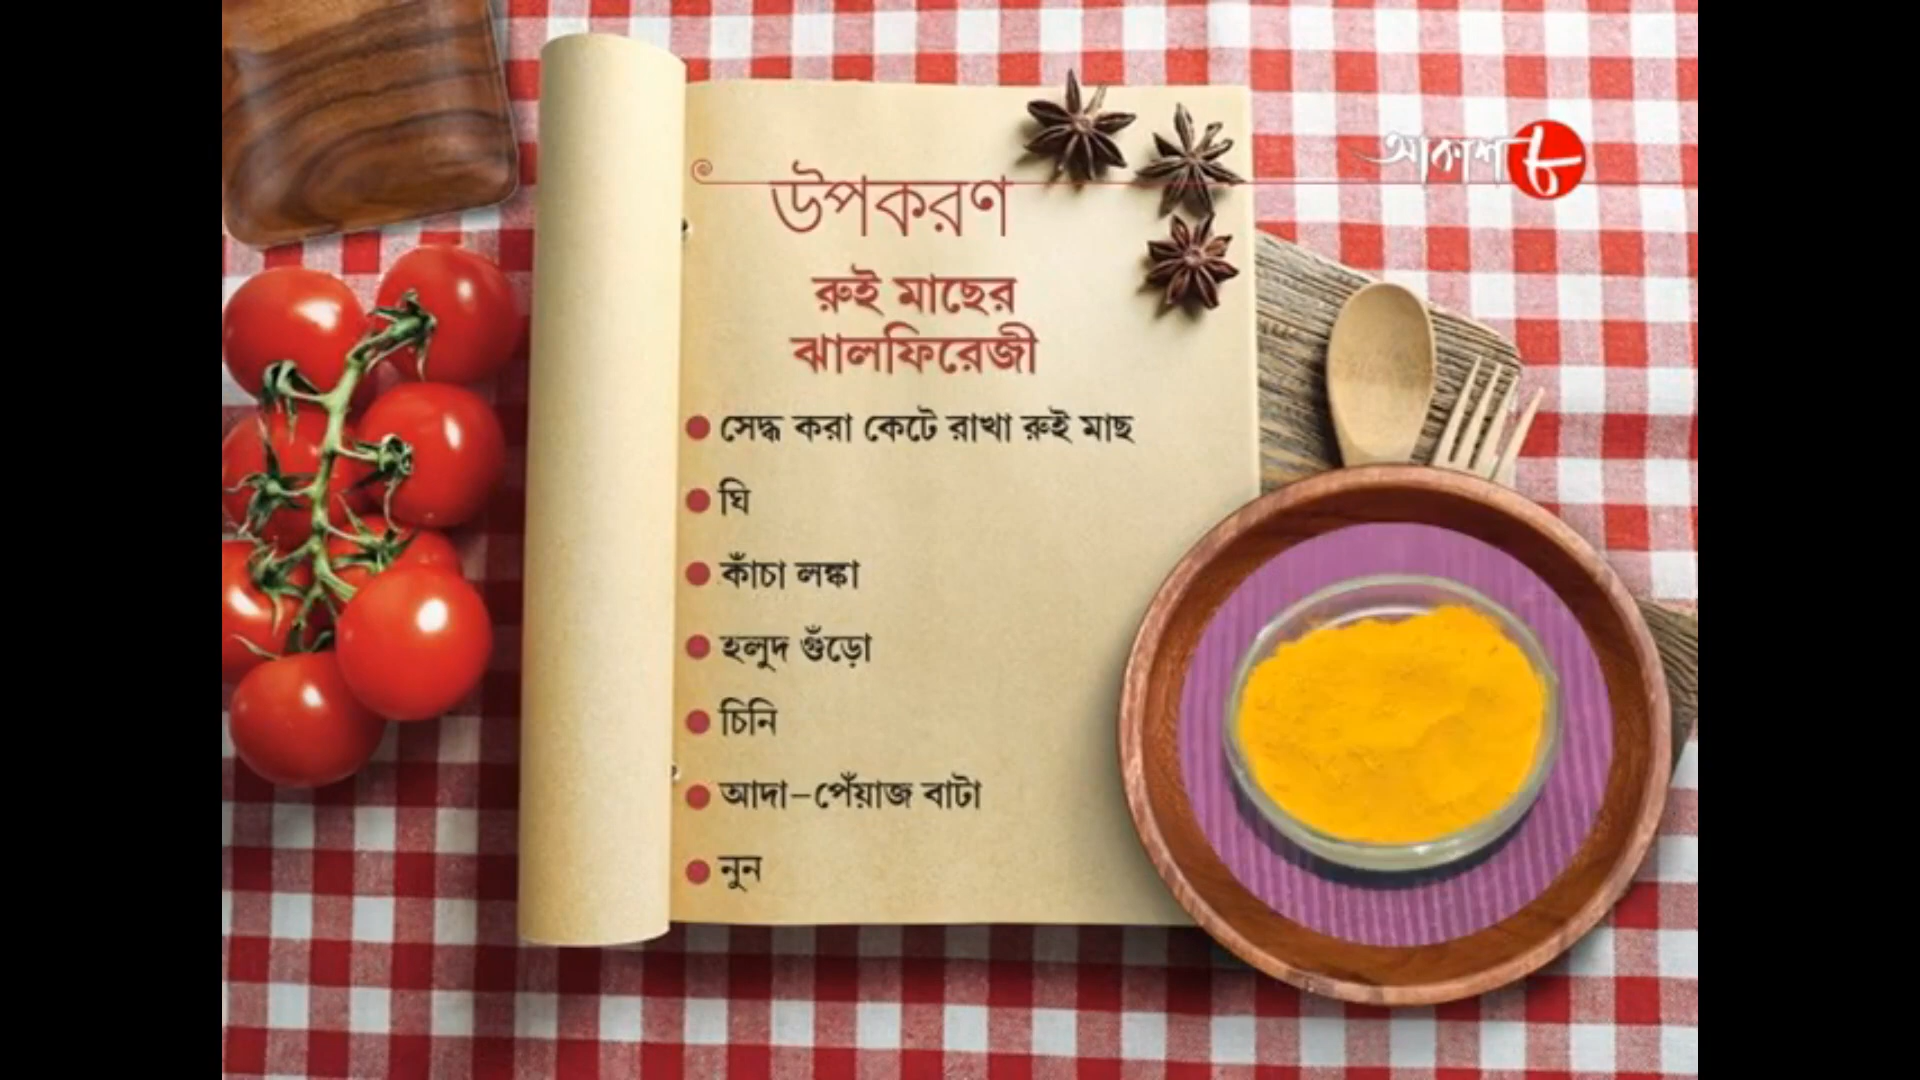 আকাশ ৮
উপকরণ
রুই মাছের
ঝালফিরেজী
সেদ্ধ করা কেটে রাখা রুই মাছ
ঘি
কাঁচা লঙ্কা
হলুদ গুঁড়ো
চিনি
আদা-পেঁয়াজ বাটা
নুন